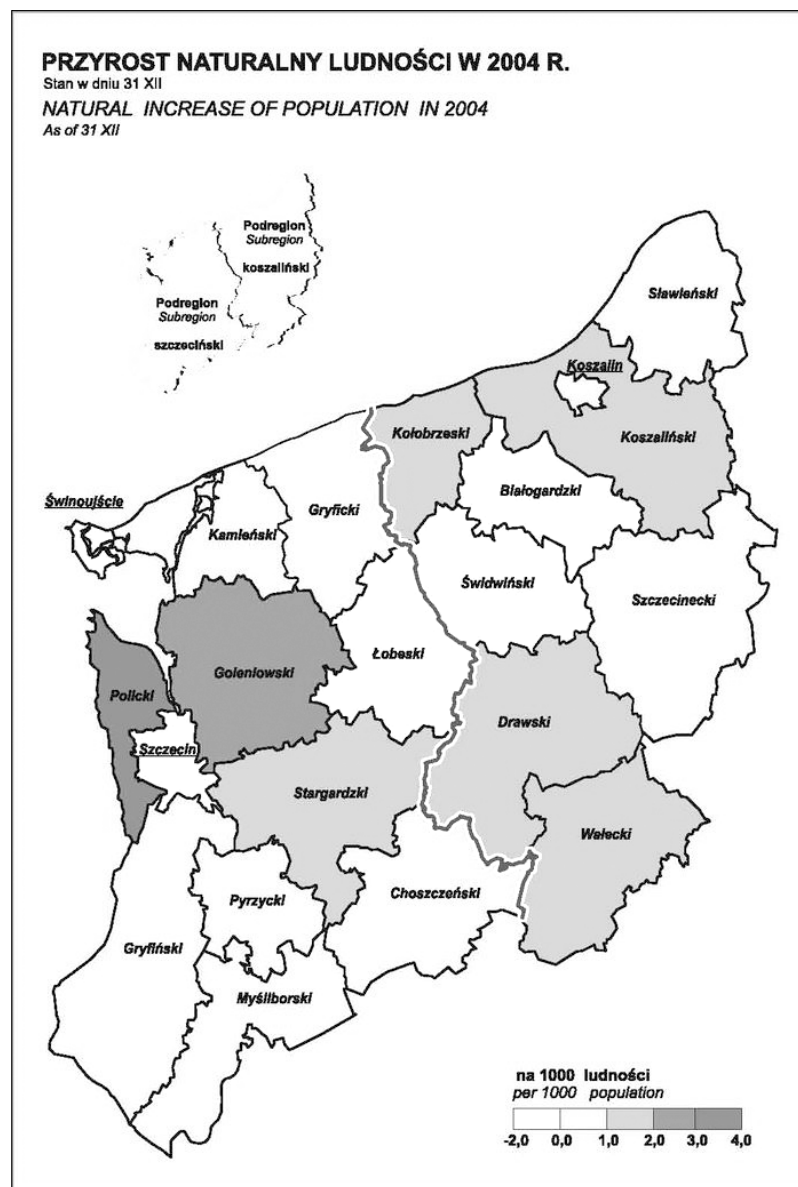 PRZYROST NATURALNY LUDNOŚCI W 2004 R.
Stan w dniu 31 XII
NATURAL INCREASE OF POPULATION IN 2004
As of 31 XII
Podregion
Subregion
koszaliński
Podregion
Subregion
szczeciński
Sławieński
Koszalin
Kołobrzeski
Koszaliński
Świnoujście
Białogardzki
Gryficki
Kamieński
Świdwiński
Szczecinecki
Łobeski
Goleniowski
Policki
Drawski
Szczecin
Stargardzki
Wałecki
Choszczeński
Pyrzycki
Gryfiński
Myśliborski
na 1000 ludności
per 1000 population
-2,0 0,0 1,0 2,0 3,0 4,0